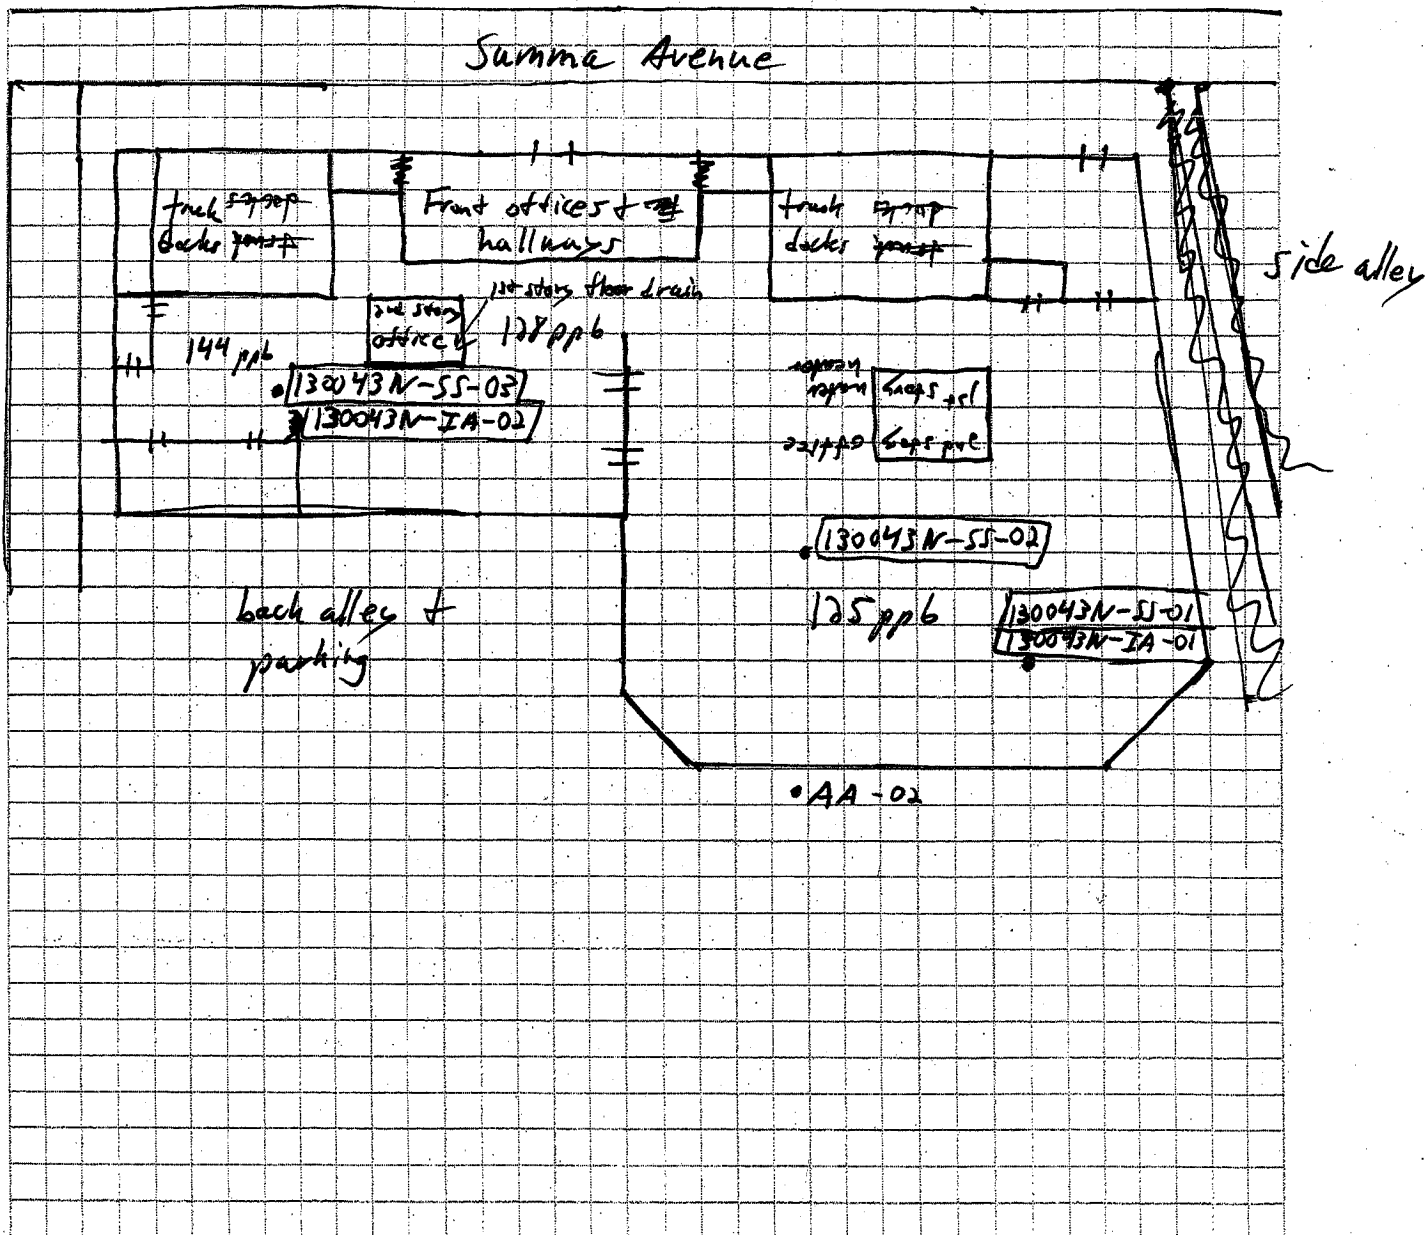 Summa Avenue
truck
docks
Front offices +
hallways
truck
docks
side alley
1st story floor drain
2nd story
office
128 ppb
144 ppb
130043N-SS-03
130043N-IA-02
water
heater
1st story
2nd story
office
130043N-SS-02
125 ppb
130043N-SS-01
130043N-IA-01
back alley +
parking
AA-02